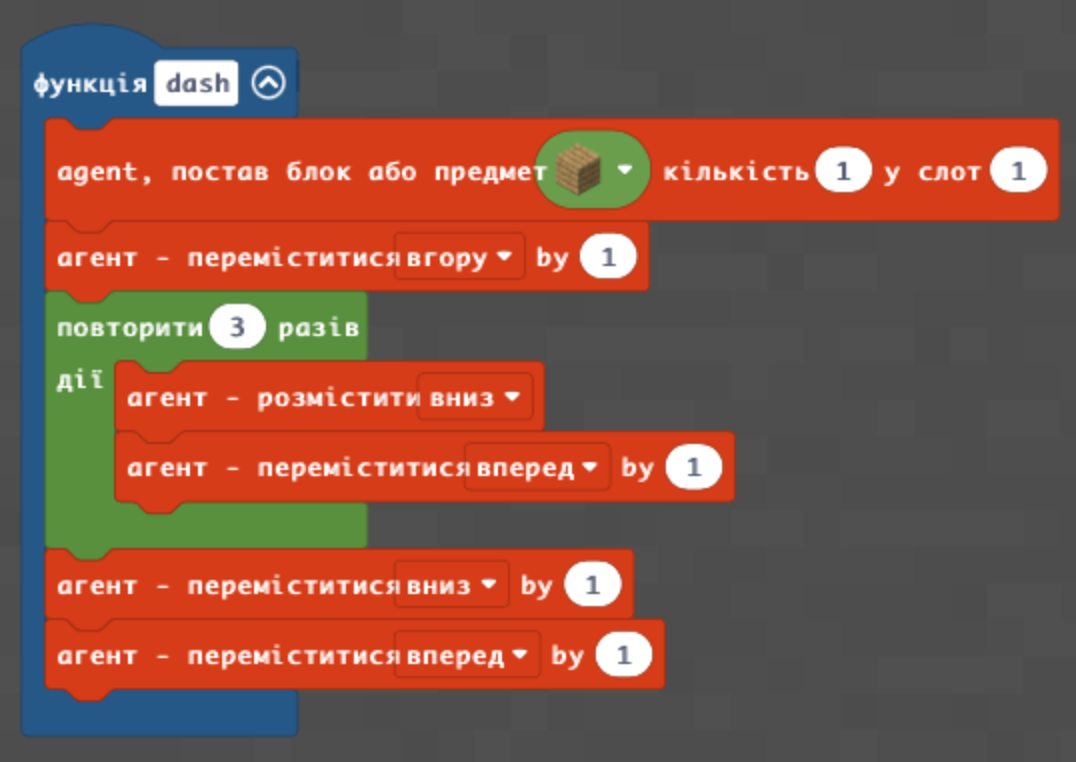 функція dash
agent, постав блок або предмет кількість 1 у слот 1
агент - переміститися вгору by 1
повторити 3 разів
дії
агент - розмістити вниз
агент - переміститися вперед by 1
агент - переміститися вниз by 1
агент - переміститися вперед by 1